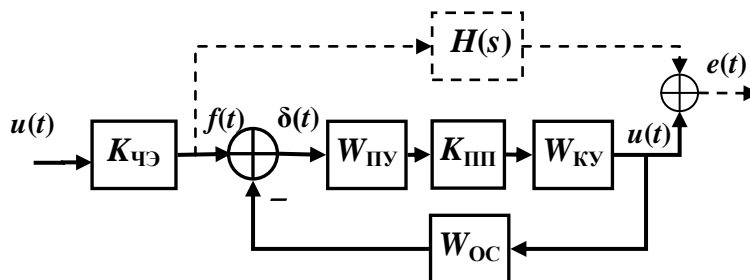 H(s)
e(t)
u(t)
f(t)
δ(t)
u(t)
KЧЭ
WПУ
KПП
WКУ
–
WОС